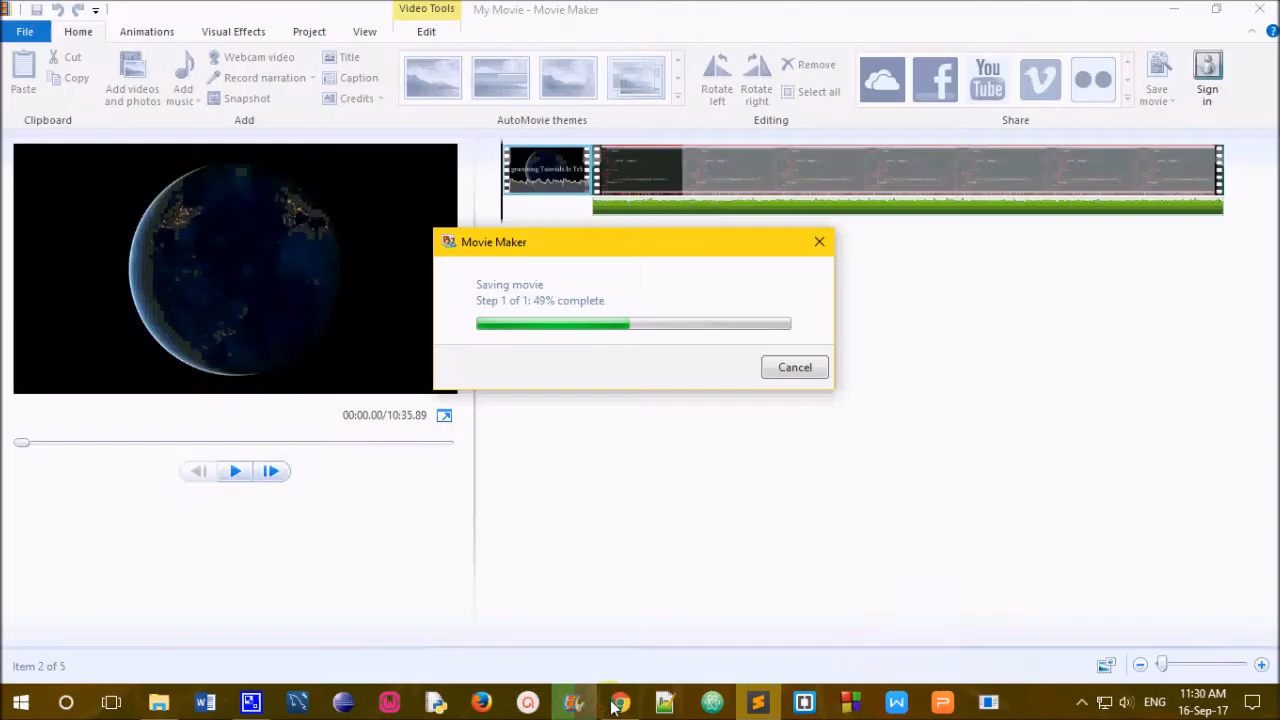 Video Tools
My Movie - Movie Maker
File
Home
Animations
Visual Effects
Project
View
Edit
Paste
Cut
Copy
Clipboard
Add videos
and photos
Add
music
Webcam video
Record narration
Snapshot
Title
Caption
Credits
Add
AutoMovie themes
Rotate
left
Rotate
right
Remove
Select all
Editing
You
Tube
Share
Save
movie
Sign
in
Tutorials In
Movie Maker
Saving movie
Step 1 of 1: 49% complete
Cancel
00:00.00/10:35.89
Item 2 of 5
ENG
11:30 AM
16-Sep-17